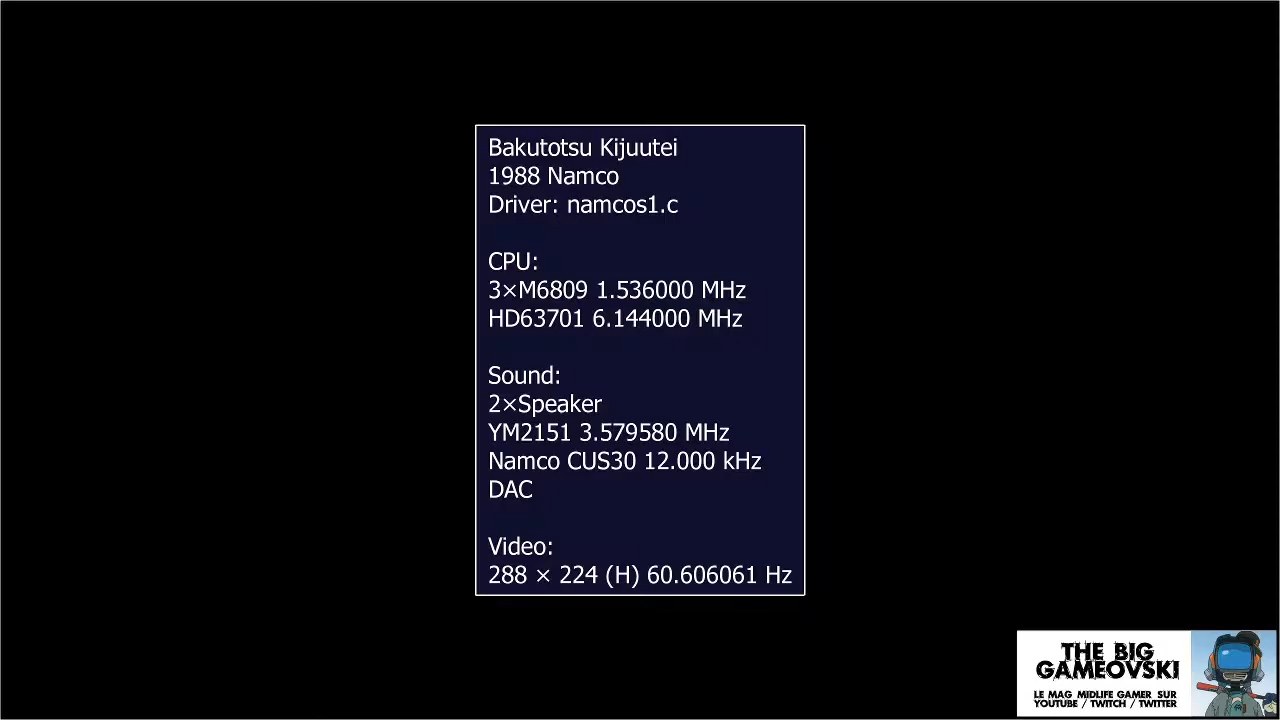 Bakutotsu Kijuutei
1988 Namco
Driver: namcos1.c
CPU:
3×M6809 1.536000 MHz
HD63701 6.144000 MHz
Sound:
2×Speaker
YM2151 3.579580 MHz
Namco CUS30 12.000 kHz
DAC
Video:
288 × 224 (H) 60.606061 Hz
THE BIG
GAMEOVSKI
LE MAG MIDLIFE GAMER SUR
YOUTUBE / TWITCH / TWITTER